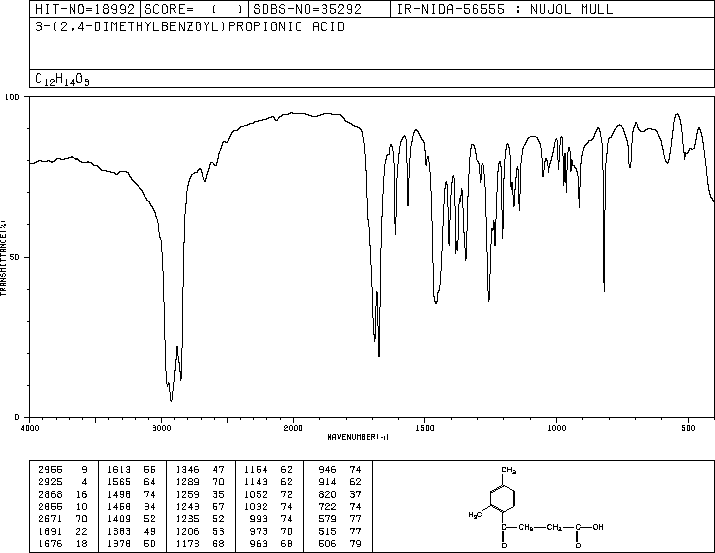 HIT-NO=18992 SCORE= ( ) SDBS-NO=35292 IR-NIDA-56555 : NUJOL MULL
3-(2,4-DIMETHYLBENZOYL)PROPIONIC ACID
C12H14O3
100
50
0
TRANSMITTANCE(%)
4000 3000 2000 1500 1000 500
WAVENUMBER(-1)
2955 9 1613 55 1346 47 1154 62 946 74
2925 4 1565 64 1289 70 1143 62 914 62
2868 16 1498 74 1259 35 1052 72 820 37
2855 10 1458 34 1243 57 1032 74 722 74
2671 70 1409 52 1235 52 993 74 579 77
1691 22 1383 49 1206 53 973 70 515 77
1676 18 1378 50 1173 68 963 68 506 79
CH3
H3C
C CH2 CH2 C OH
O O